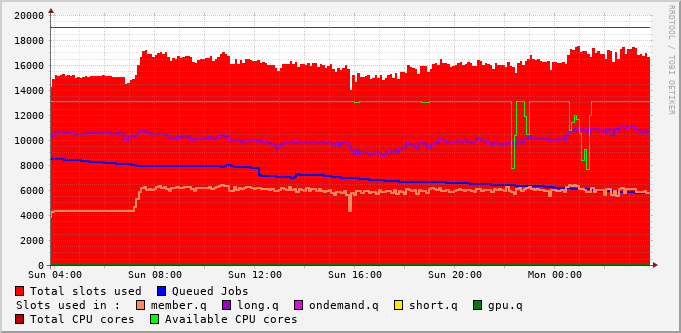 20000
18000
16000
14000
12000
10000
8000
6000
4000
2000
0
Sun 04:00 Sun 08:00 Sun 12:00 Sun 16:00 Sun 20:00 Mon 00:00
RRDTOOL / TOBI OETIKER
Total slots used Queued Jobs
Slots used in : member.q long.q ondemand.q short.q gpu.q
Total CPU cores Available CPU cores